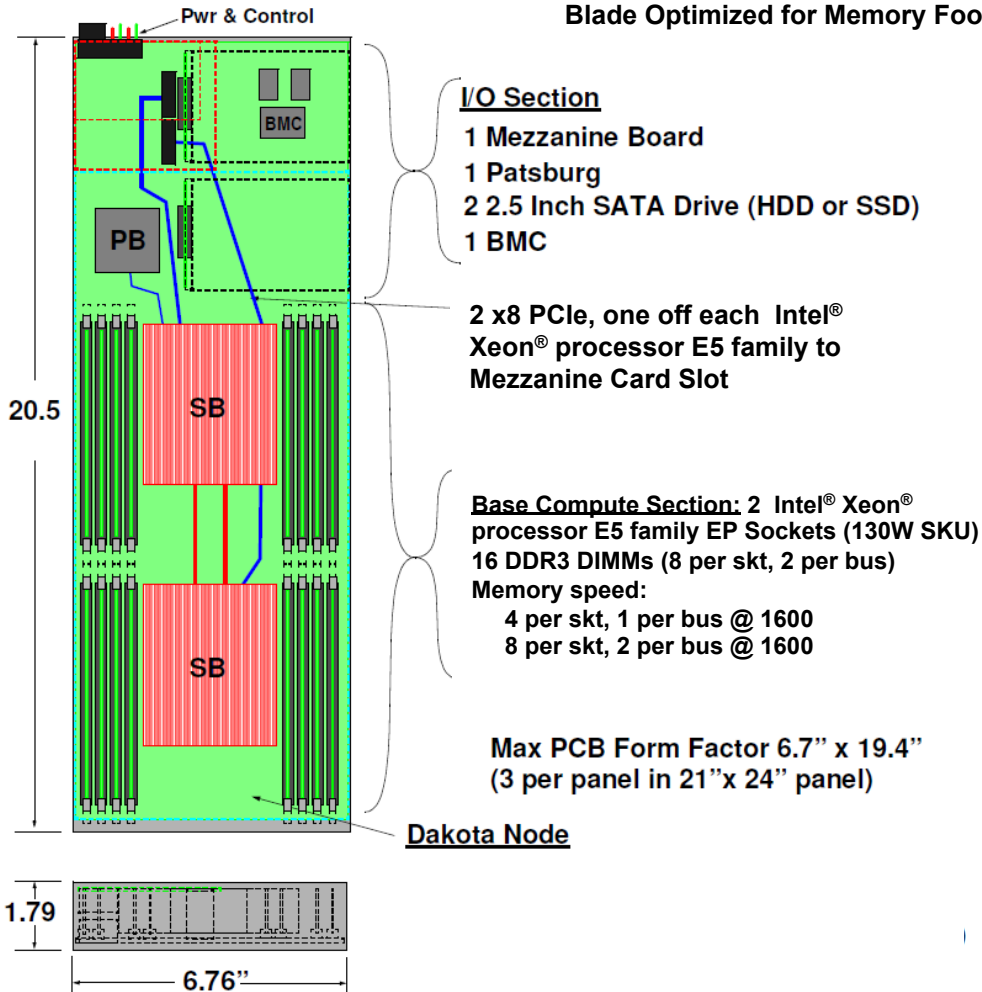 Pwr & Control
Blade Optimized for Memory Foo
I/O Section
1 Mezzanine Board
1 Patsburg
2 2.5 Inch SATA Drive (HDD or SSD)
1 BMC
BMC
PB
2 x8 PCIe, one off each Intel®
Xeon® processor E5 family to
Mezzanine Card Slot
20.5
SB
Base Compute Section: 2 Intel® Xeon®
processor E5 family EP Sockets (130W SKU)
16 DDR3 DIMMs (8 per skt, 2 per bus)
Memory speed:
4 per skt, 1 per bus @ 1600
8 per skt, 2 per bus @ 1600
SB
Max PCB Form Factor 6.7” x 19.4”
(3 per panel in 21”x 24” panel)
Dakota Node
1.79
6.76”